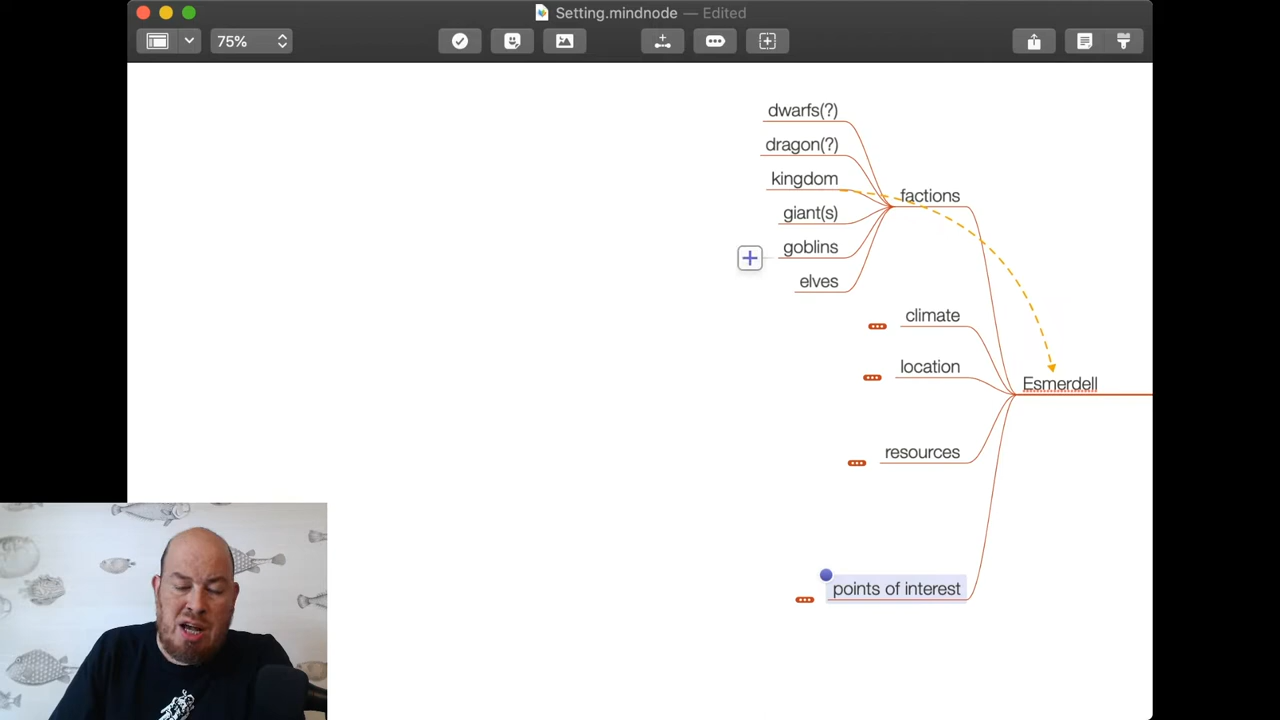 Setting.mindnode — Edited
75%
dwarfs(?)
dragon(?)
kingdom
factions
giant(s)
goblins
elves
climate
location
Esmerdell
resources
points of interest